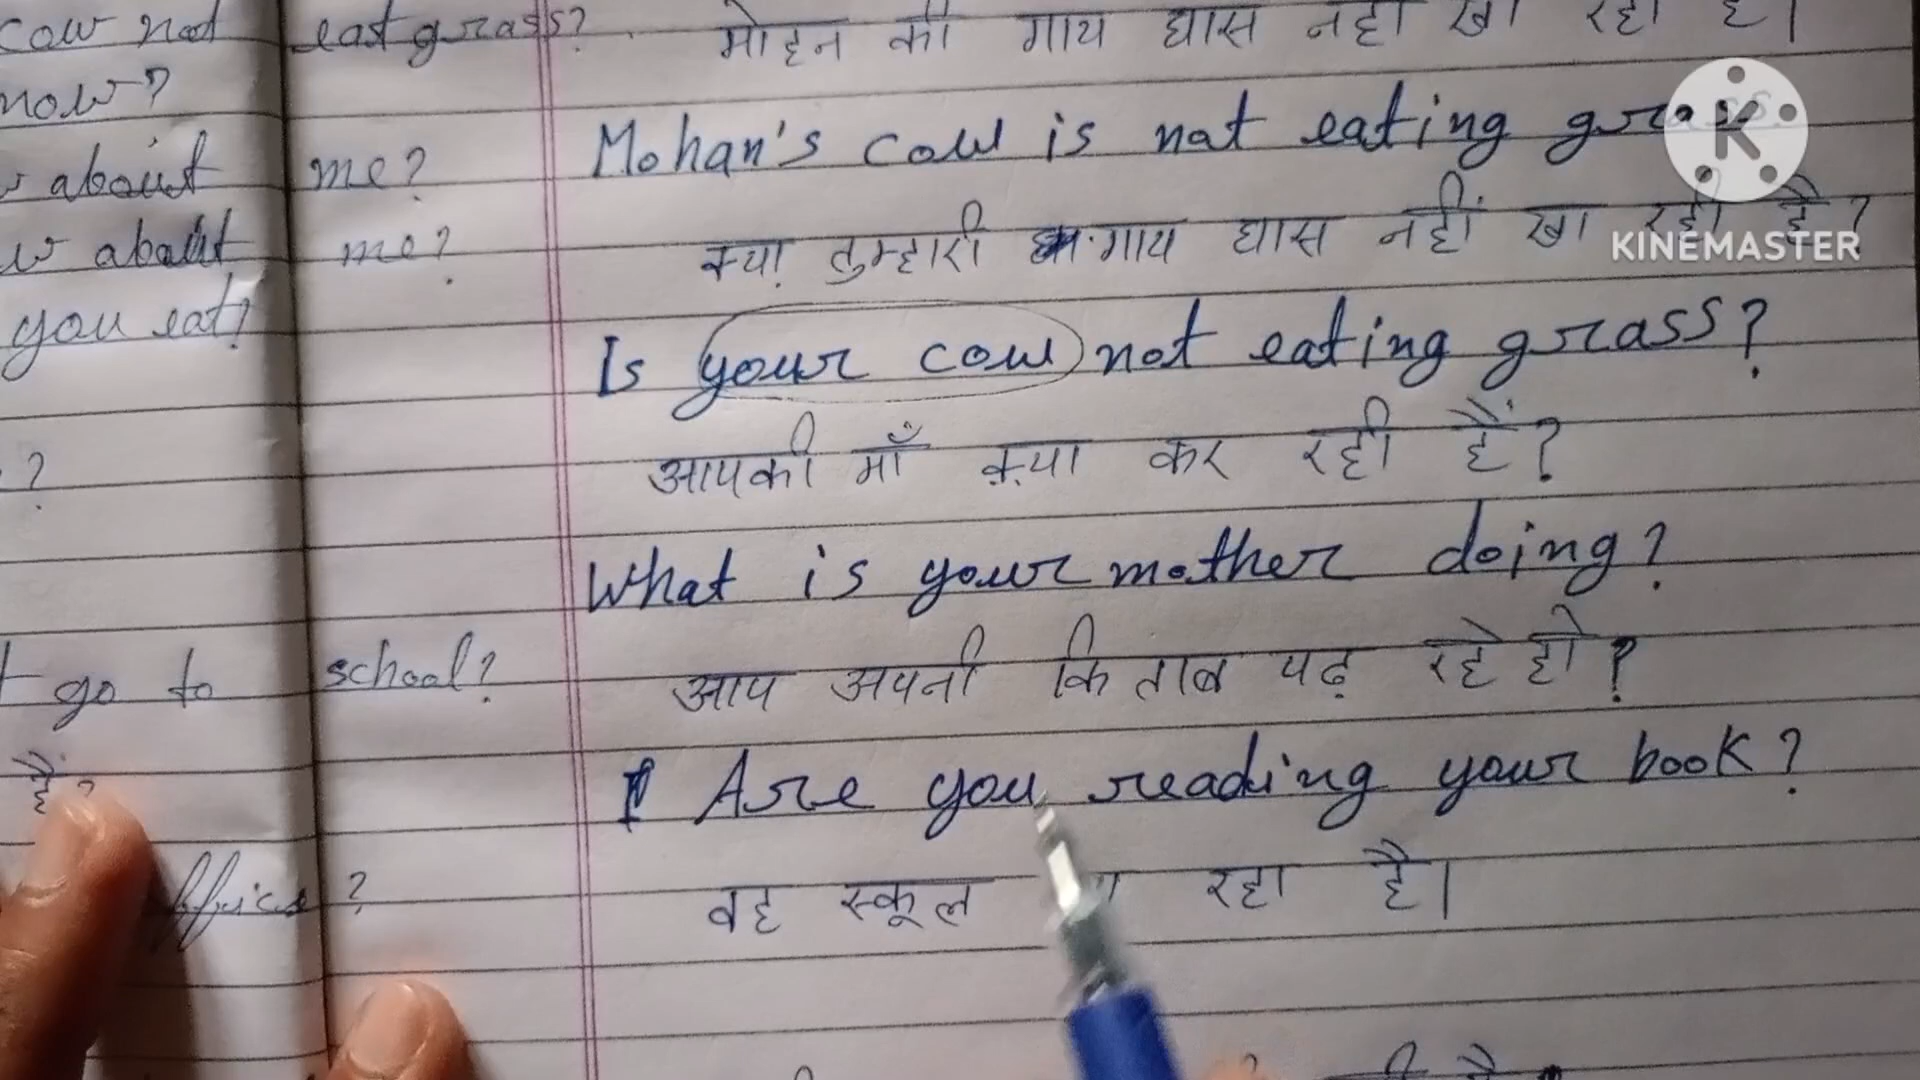 cow not eat grass?
now?
about me?
w about me?
you eat?
?
go to school?
हैं?
?
मोहन की गाय घास नहीं खा रही है।
Mohan's cow is not eating grass.
क्या तुम्हारी गाय घास नहीं खा रही है?
Is your cow not eating grass?
आपकी माँ क्या कर रही हैं?
What is your mother doing?
आप अपनी किताब पढ़ रहे हो?
Are you reading your book?
वह स्कूल रहा है।
K
KINEMASTER